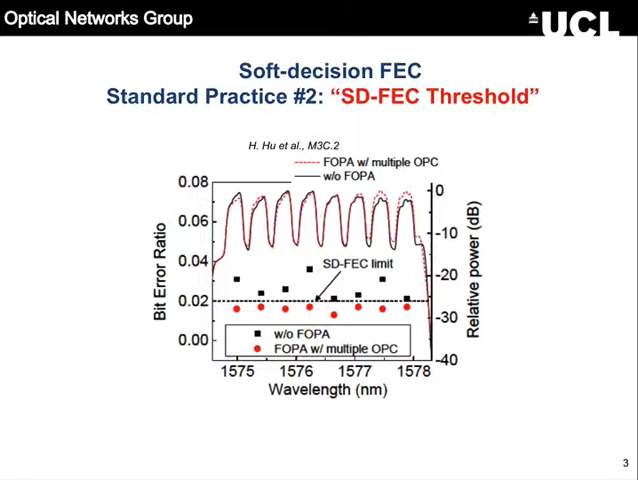 Optical Networks Group
UCL
Soft-decision FEC
Standard Practice #2: “SD-FEC Threshold”
H. Hu et al., M3C.2
FOPA w/ multiple OPC
w/o FOPA
0.08
0.06
0.04
0.02
0.00
Bit Error Ratio
0
-10
-20
-30
-40
Relative power (dB)
SD-FEC limit
w/o FOPA
FOPA w/ multiple OPC
1575 1576 1577 1578
Wavelength (nm)
3